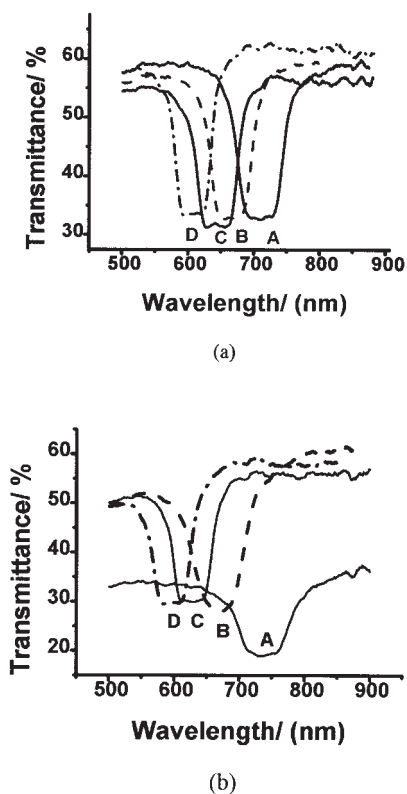 Transmittance/ %
60
50
40
30
D C B A
500 600 700 800 900
Wavelength/ (nm)
(a)
Transmittance/ %
60
50
40
30
20
D C B A
500 600 700 800 900
Wavelength/ (nm)
(b)